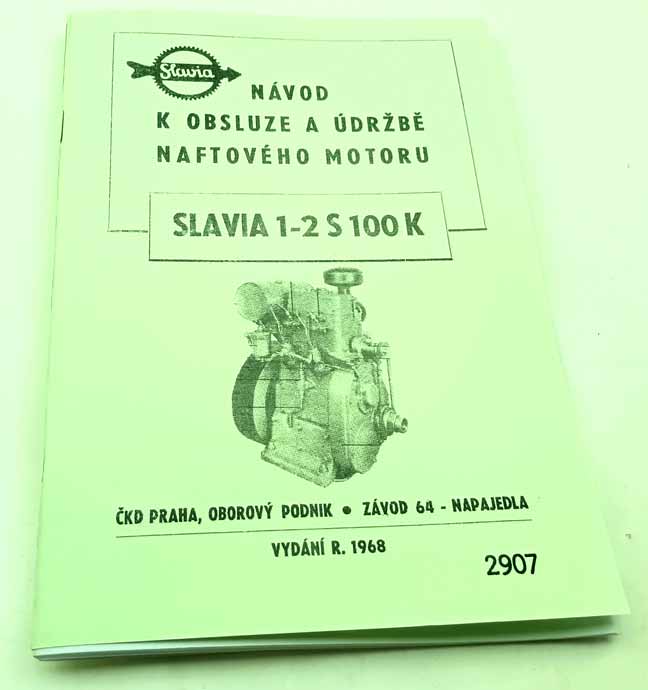 Slavia
NÁVOD
K OBSLUZE A ÚDRŽBĚ
NAFTOVÉHO MOTORU
SLAVIA 1-2 S 100 K
ČKD PRAHA, OBOROVÝ PODNIK • ZÁVOD 64 - NAPAJEDLA
VYDÁNÍ R. 1968
2907